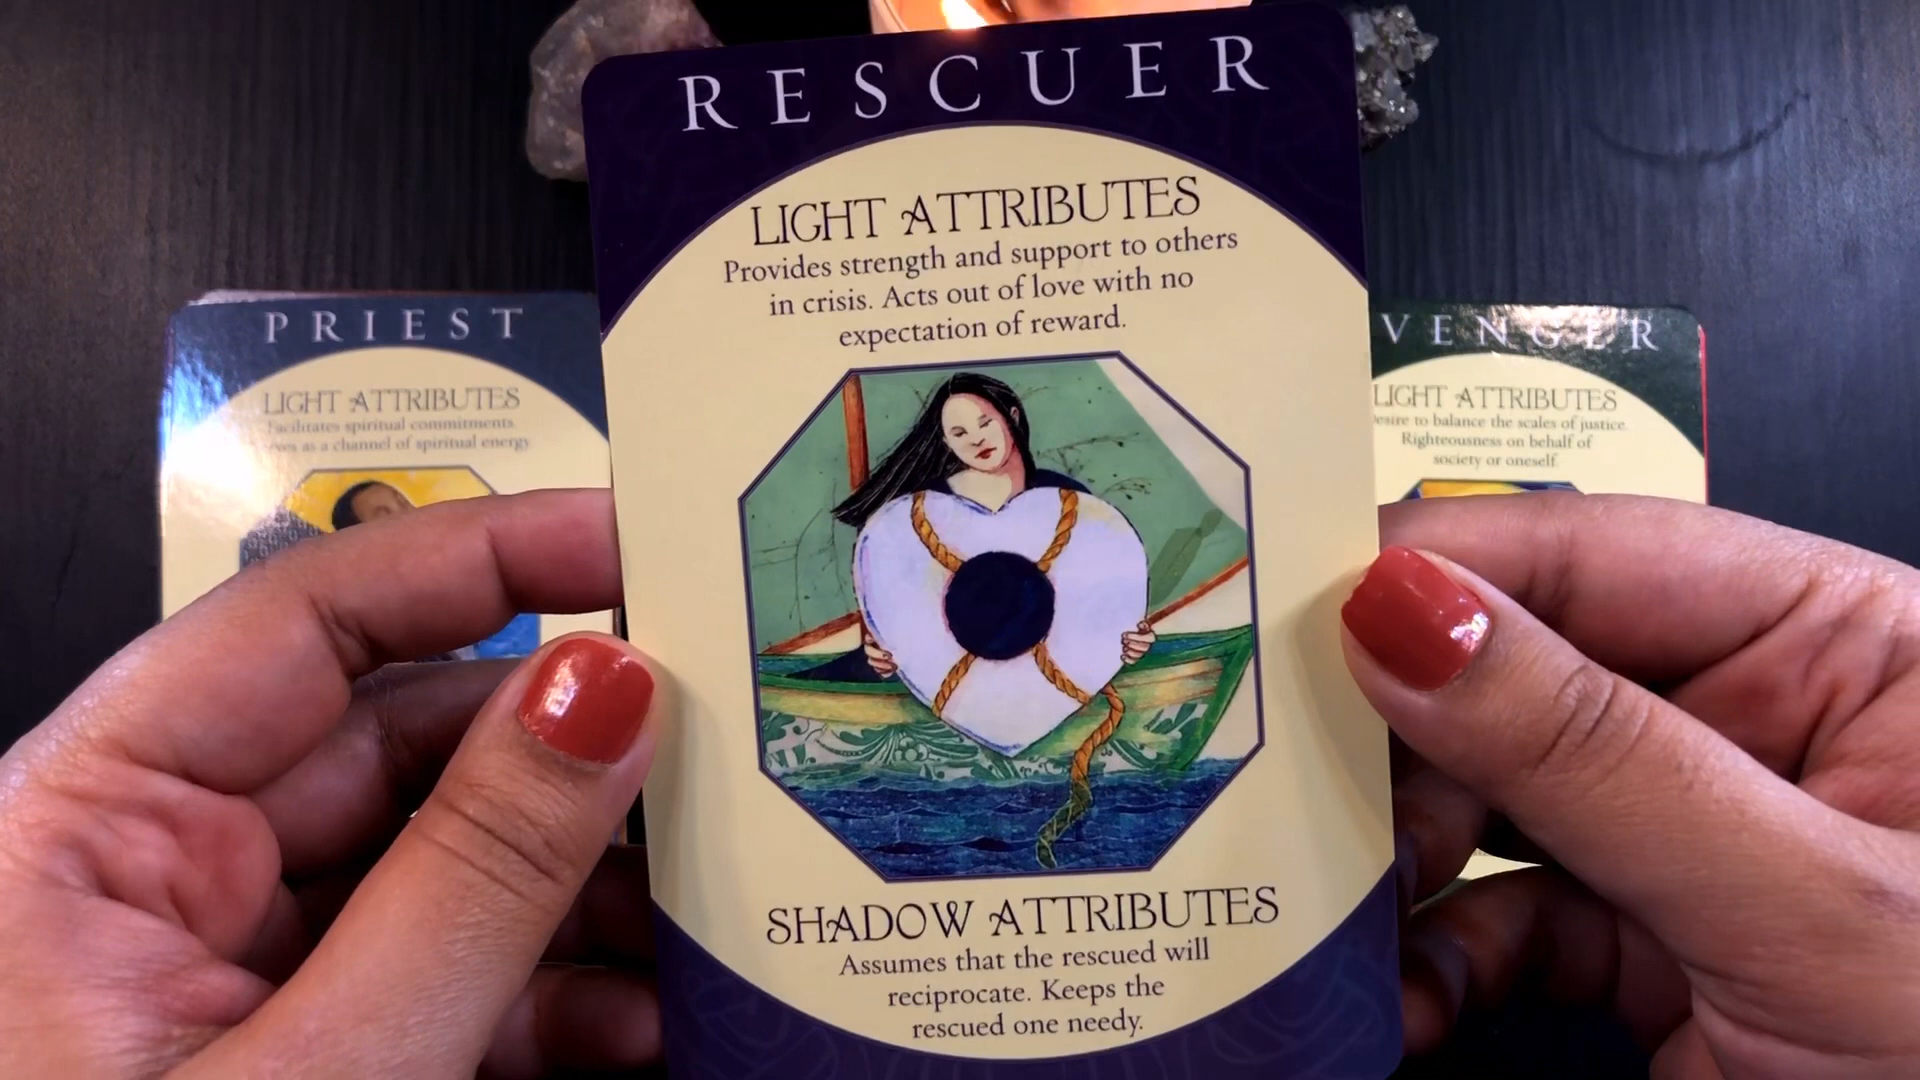 RESCUER
LIGHT ATTRIBUTES
Provides strength and support to others
in crisis. Acts out of love with no
expectation of reward.
SHADOW ATTRIBUTES
Assumes that the rescued will
reciprocate. Keeps the
rescued one needy.
PRIEST
LIGHT ATTRIBUTES
Facilitates spiritual commitments.
as a channel of spiritual energy
VENGER
LIGHT ATTRIBUTES
to balance the scales of justice.
Righteousness on behalf of
society or oneself.